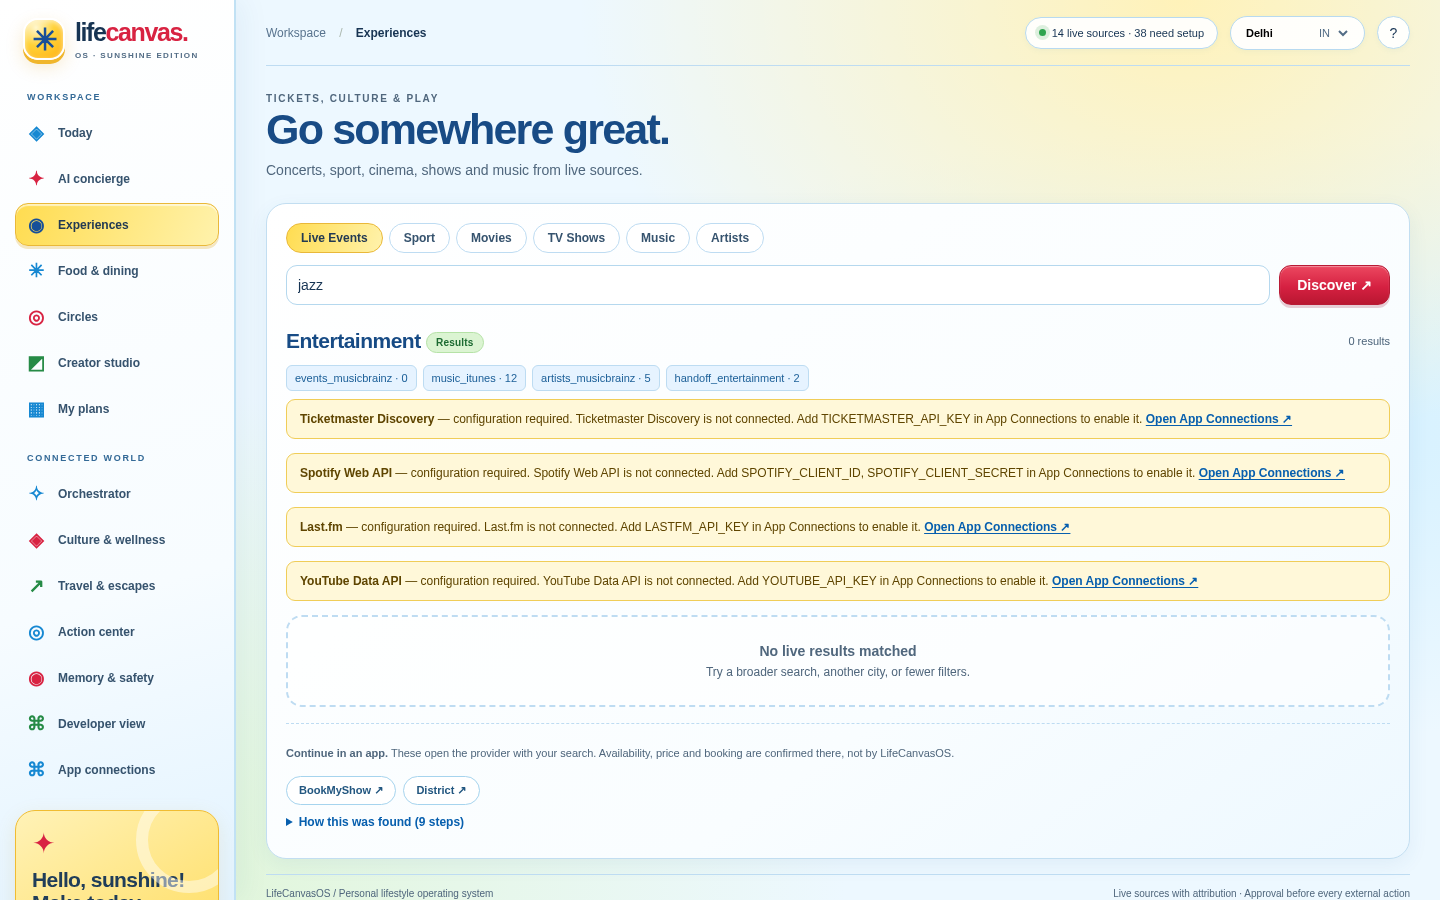 lifecanvas.
OS · SUNSHINE EDITION
WORKSPACE
Today
AI concierge
Experiences
Food & dining
Circles
Creator studio
My plans
CONNECTED WORLD
Orchestrator
Culture & wellness
Travel & escapes
Action center
Memory & safety
Developer view
App connections
Hello, sunshine!
Workspace / Experiences
14 live sources · 38 need setup
Delhi IN
?
TICKETS, CULTURE & PLAY
Go somewhere great.
Concerts, sport, cinema, shows and music from live sources.
Live Events Sport Movies TV Shows Music Artists
jazz
Discover ↗
Entertainment Results
0 results
events_musicbrainz · 0 music_itunes · 12 artists_musicbrainz · 5 handoff_entertainment · 2
Ticketmaster Discovery — configuration required. Ticketmaster Discovery is not connected. Add TICKETMASTER_API_KEY in App Connections to enable it. Open App Connections ↗
Spotify Web API — configuration required. Spotify Web API is not connected. Add SPOTIFY_CLIENT_ID, SPOTIFY_CLIENT_SECRET in App Connections to enable it. Open App Connections ↗
Last.fm — configuration required. Last.fm is not connected. Add LASTFM_API_KEY in App Connections to enable it. Open App Connections ↗
YouTube Data API — configuration required. YouTube Data API is not connected. Add YOUTUBE_API_KEY in App Connections to enable it. Open App Connections ↗
No live results matched
Try a broader search, another city, or fewer filters.
Continue in an app. These open the provider with your search. Availability, price and booking are confirmed there, not by LifeCanvasOS.
BookMyShow ↗ District ↗
How this was found (9 steps)
LifeCanvasOS / Personal lifestyle operating system
Live sources with attribution · Approval before every external action